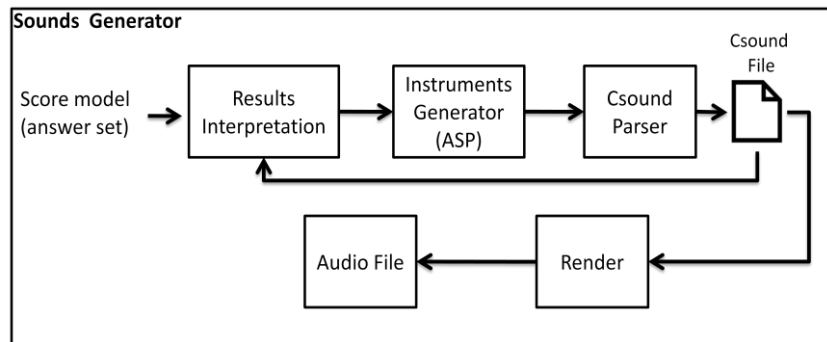 Sounds Generator
Csound
File
Score model
(answer set)
Results
Interpretation
Instruments
Generator
(ASP)
Csound
Parser
Audio File
Render